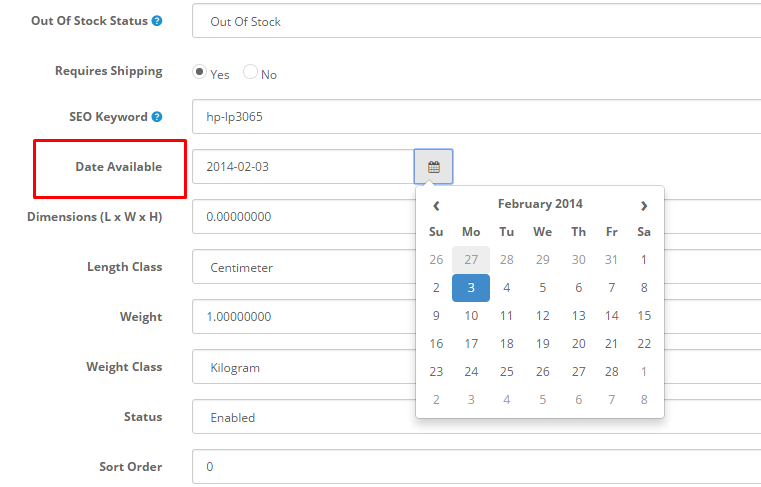 Out Of Stock Status ? Out Of Stock
Requires Shipping Yes No
SEO Keyword ? hp-lp3065
Date Available 2014-02-03
‹ February 2014 ›
Su Mo Tu We Th Fr Sa
26 27 28 29 30 31 1
2 3 4 5 6 7 8
9 10 11 12 13 14 15
16 17 18 19 20 21 22
23 24 25 26 27 28 1
2 3 4 5 6 7 8
Dimensions (L x W x H) 0.00000000
Length Class Centimeter
Weight 1.00000000
Weight Class Kilogram
Status Enabled
Sort Order 0